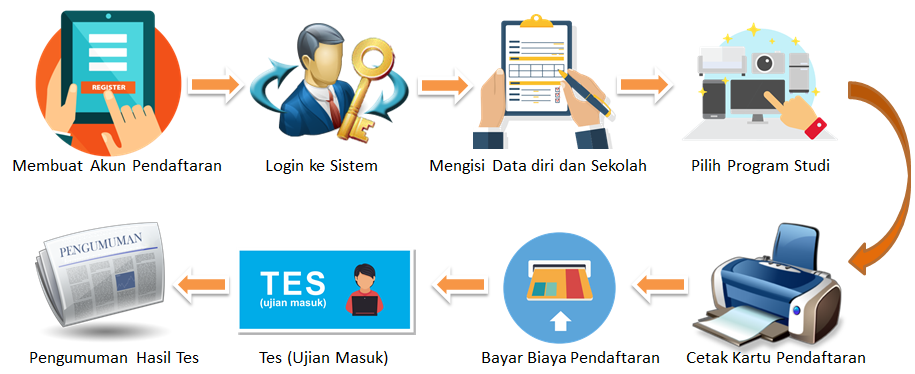 REGISTER
Membuat Akun Pendaftaran
Login ke Sistem
Mengisi Data diri dan Sekolah
Pilih Program Studi
Cetak Kartu Pendaftaran
Bayar Biaya Pendaftaran
TES
(ujian masuk)
Tes (Ujian Masuk)
PENGUMUMAN
Pengumuman Hasil Tes